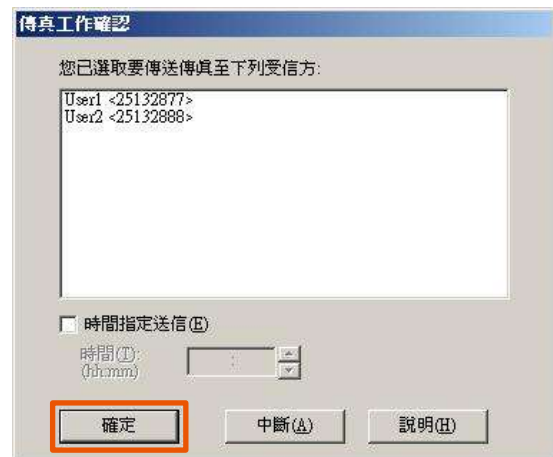 傳真工作確認
您已選取要傳送傳真至下列受信方:
User1 <25132877>
User2 <25132888>
時間指定送信(E)
時間(T):
(hh:mm)
:
確定
中斷(A)
說明(H)